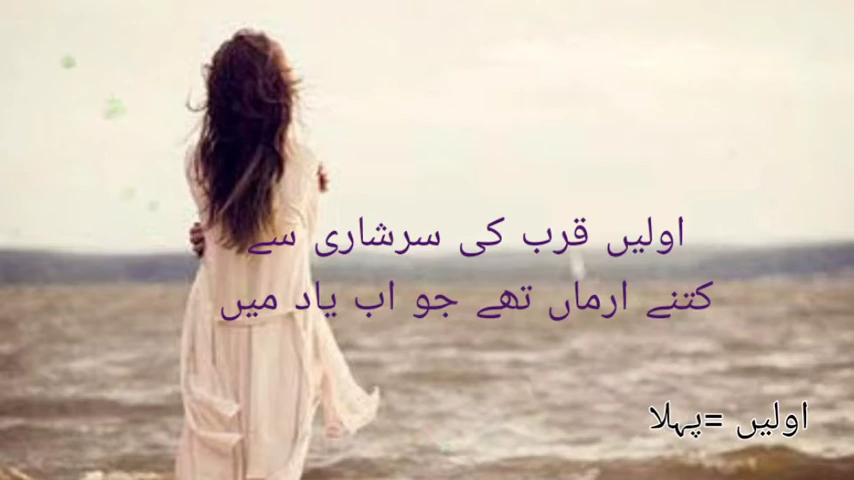 اولیں قرب کی سرشاری سے
کتنے ارماں تھے جو اب یاد میں
اولیں =پہلا